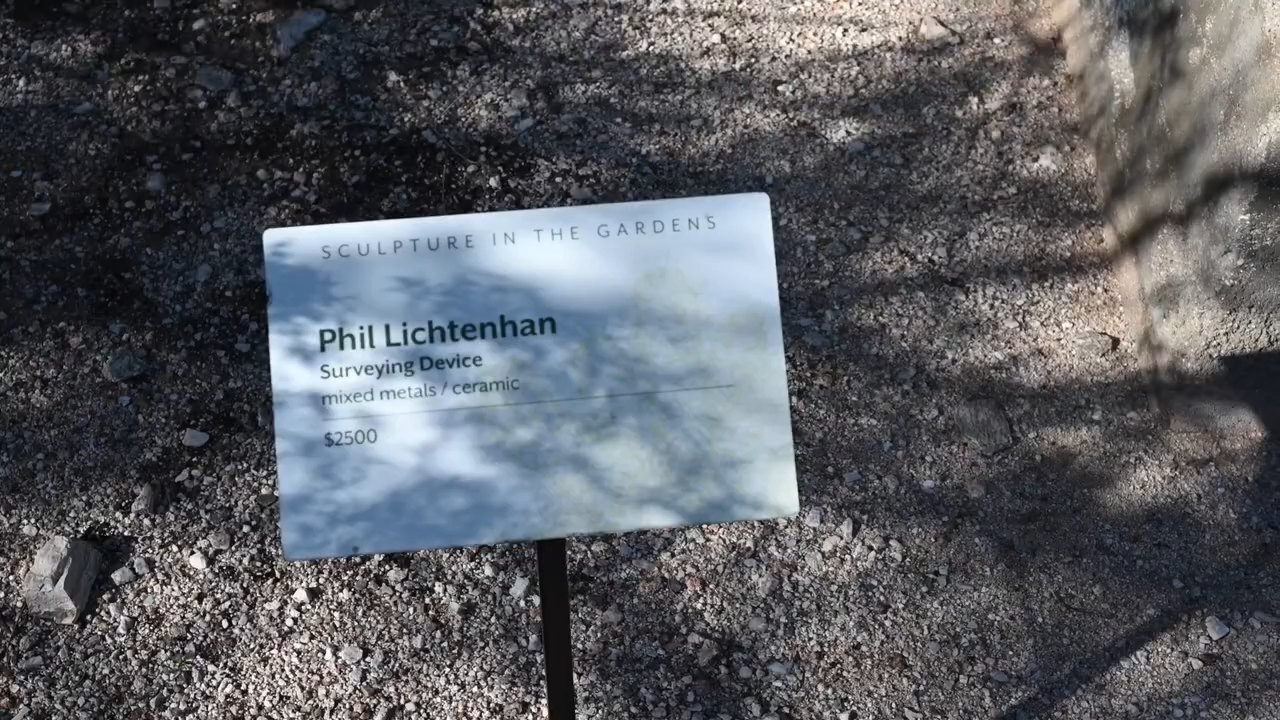 SCULPTURE IN THE GARDENS
Phil Lichtenhan
Surveying Device
mixed metals / ceramic
$2500